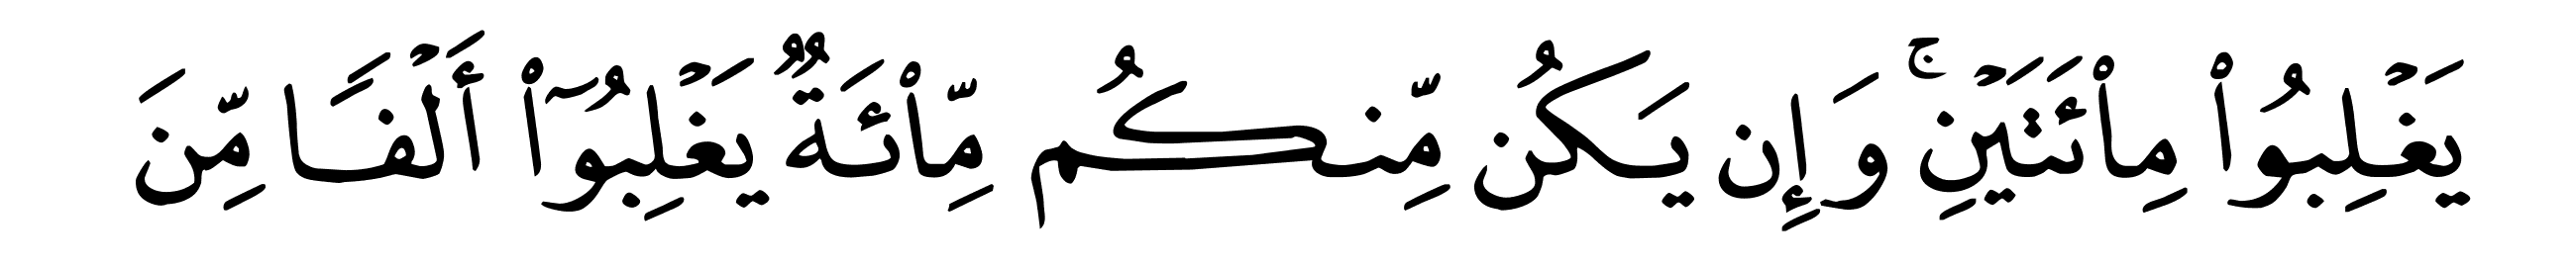 يَغْلِبُوا۟ مِا۟ئَتَيْنِ ۚ وَإِن يَكُن مِّنكُم مِّا۟ئَةٌ يَغْلِبُوٓا۟ أَلْفًا مِّنَ